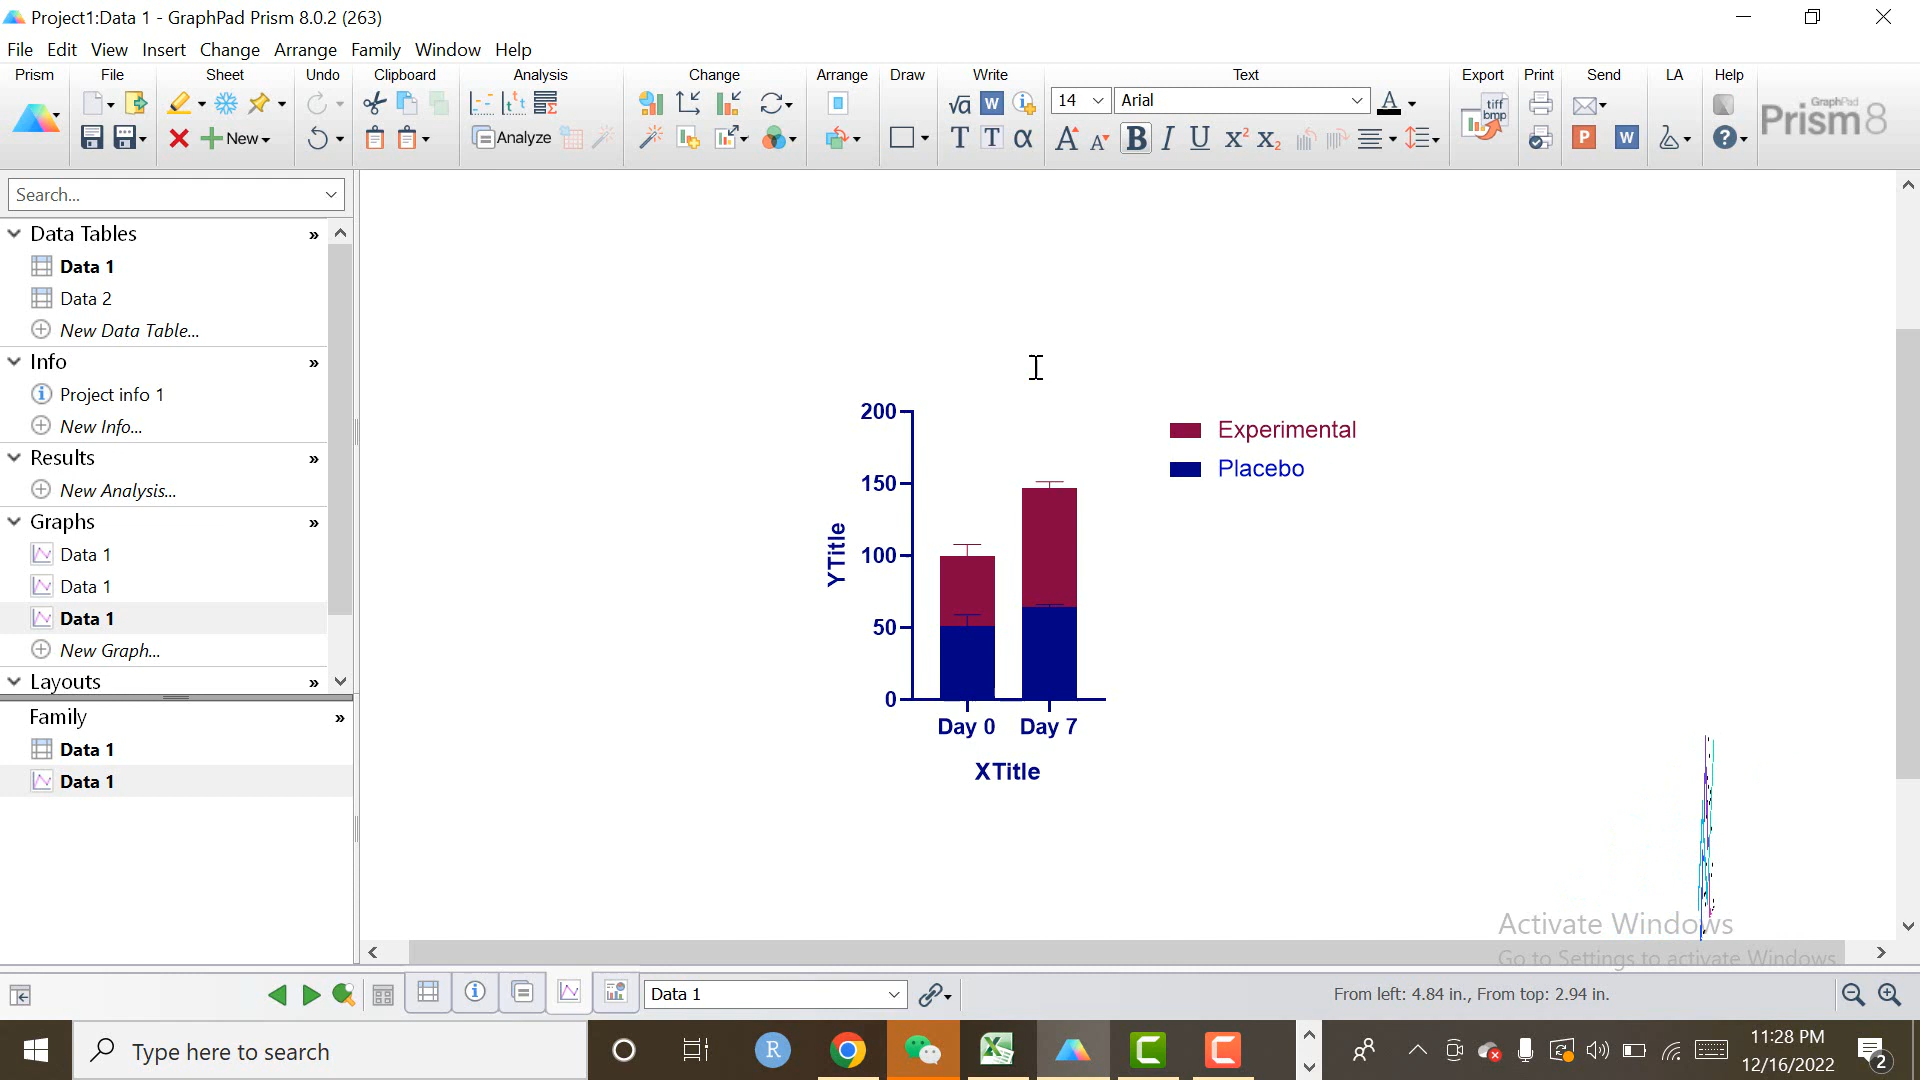 Project1:Data 1 - GraphPad Prism 8.0.2 (263)
File Edit View Insert Change Arrange Family Window Help
Prism File Sheet Undo Clipboard Analysis Change Arrange Draw Write Text Export Print Send LA Help
14 Arial
tiff
bmp
GraphPad
Prism 8
New
Analyze
Search...
Data Tables
Data 1
Data 2
New Data Table...
Info
Project info 1
New Info...
Results
New Analysis...
Graphs
Data 1
Data 1
Data 1
New Graph...
Layouts
Family
Data 1
Data 1
200
150
100
50
0
YTitle
Day 0 Day 7
XTitle
Experimental
Placebo
Activate Windows
Go to Settings to activate Windows.
Data 1
From left: 4.84 in., From top: 2.94 in.
Type here to search
11:28 PM
12/16/2022
2